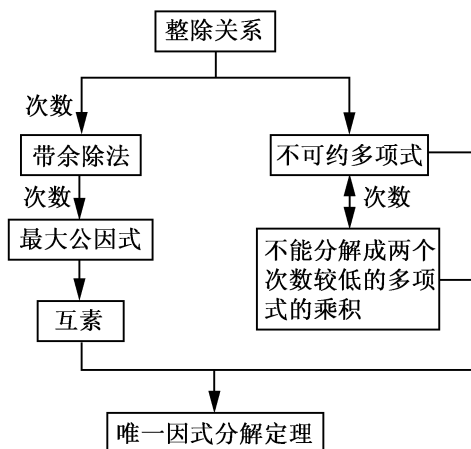 整除关系
次数
带余除法
不可约多项式
次数
次数
最大公因式
不能分解成两个
次数较低的多项
式的乘积
互素
唯一因式分解定理